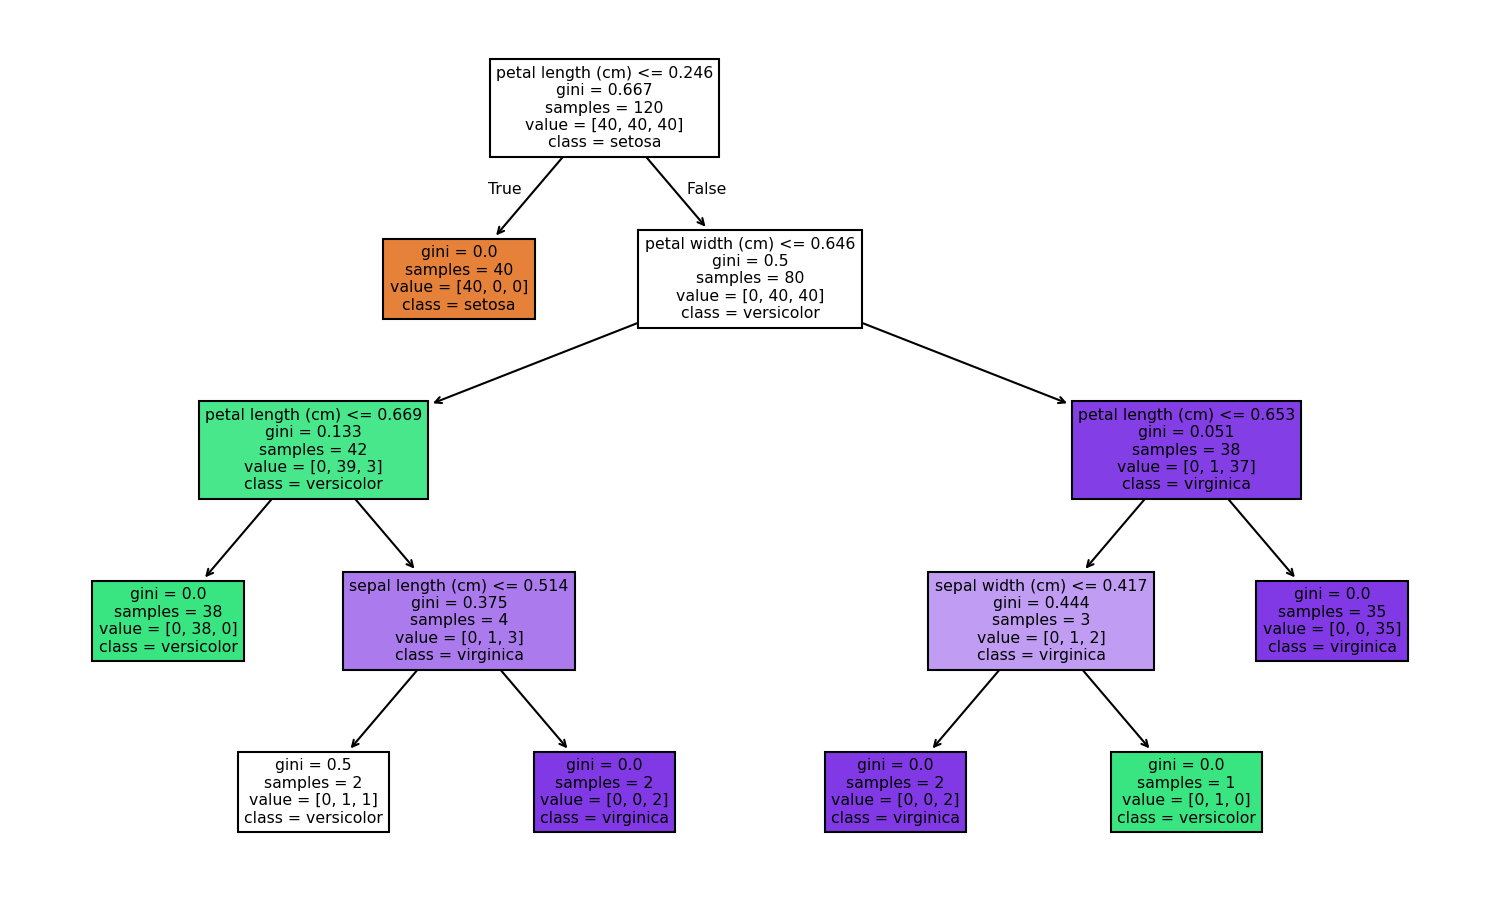 petal length (cm) <= 0.246
gini = 0.667
samples = 120
value = [40, 40, 40]
class = setosa
True
False
gini = 0.0
samples = 40
value = [40, 0, 0]
class = setosa
petal width (cm) <= 0.646
gini = 0.5
samples = 80
value = [0, 40, 40]
class = versicolor
petal length (cm) <= 0.669
gini = 0.133
samples = 42
value = [0, 39, 3]
class = versicolor
petal length (cm) <= 0.653
gini = 0.051
samples = 38
value = [0, 1, 37]
class = virginica
gini = 0.0
samples = 38
value = [0, 38, 0]
class = versicolor
sepal length (cm) <= 0.514
gini = 0.375
samples = 4
value = [0, 1, 3]
class = virginica
sepal width (cm) <= 0.417
gini = 0.444
samples = 3
value = [0, 1, 2]
class = virginica
gini = 0.0
samples = 35
value = [0, 0, 35]
class = virginica
gini = 0.5
samples = 2
value = [0, 1, 1]
class = versicolor
gini = 0.0
samples = 2
value = [0, 0, 2]
class = virginica
gini = 0.0
samples = 2
value = [0, 0, 2]
class = virginica
gini = 0.0
samples = 1
value = [0, 1, 0]
class = versicolor